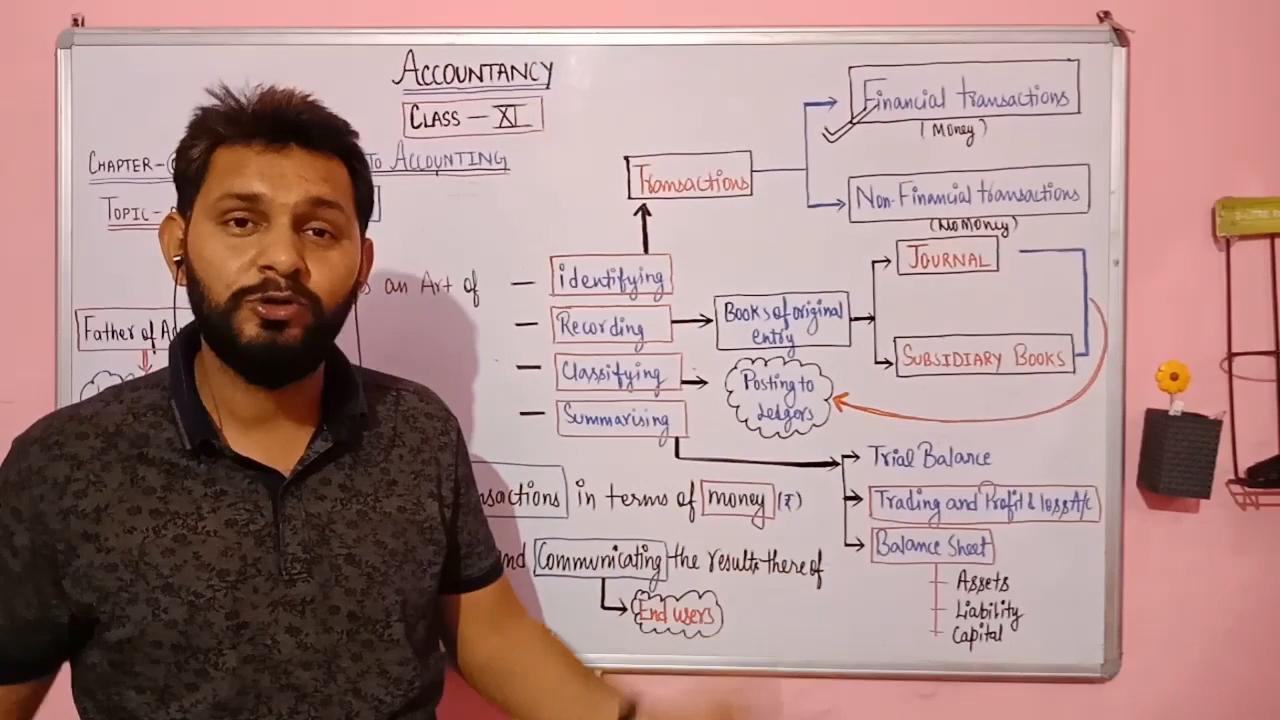 ACCOUNTANCY
CLASS – XI
CHAPTER-
TO ACCOUNTING
TOPIC-
Transactions
Financial transactions
(Money)
Non-Financial transactions
(No Money)
an Art of
– identifying
– Recording
– Classifying
– Summarising
Books of original
entry
JOURNAL
SUBSIDIARY BOOKS
Posting to
Ledgers
Father of
Trial Balance
Trading and Profit & loss A/c
Balance Sheet
Assets
Liability
Capital
in terms of money (₹)
Communicating the results there of
End users